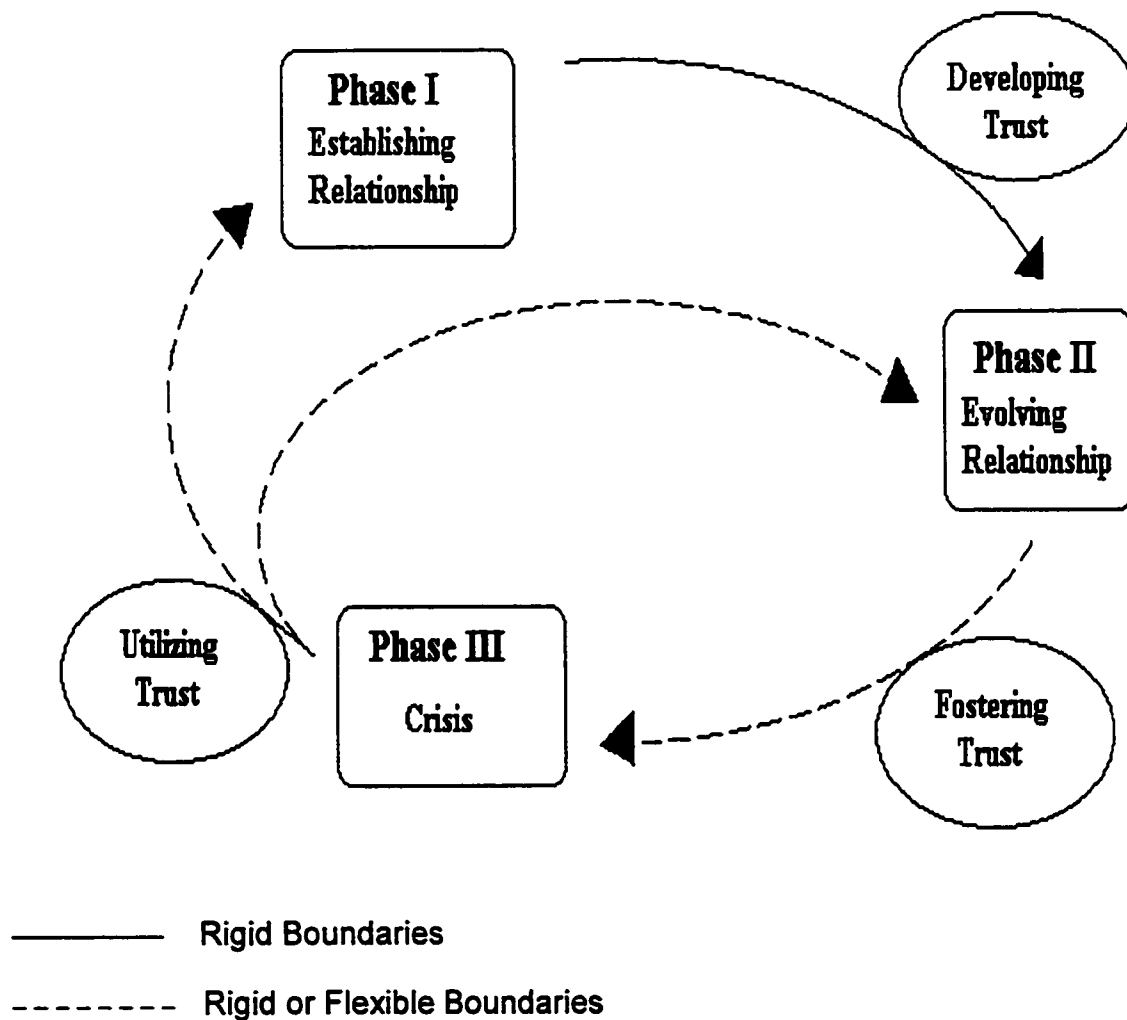 Phase I
Establishing
Relationship
Developing
Trust
Phase II
Evolving
Relationship
Utilizing
Trust
Phase III
Crisis
Fostering
Trust
Rigid Boundaries
Rigid or Flexible Boundaries